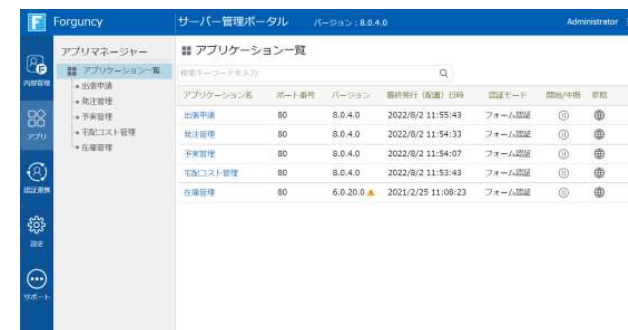 Forguncy
サーバー管理ポータル バージョン：8.0.4.0
Administrator
内部管理
アプリ
認証連携
設定
サポート
アプリマネージャー
アプリケーション一覧
出張申請
発注管理
予実管理
宅配コスト管理
在庫管理
アプリケーション一覧
検索キーワードを入力
アプリケーション名 ポート番号 バージョン 最終発行（配置）日時 認証モード 開始/中断 参照
出張申請 80 8.0.4.0 2022/8/2 11:55:43 フォーム認証
発注管理 80 8.0.4.0 2022/8/2 11:54:33 フォーム認証
予実管理 80 8.0.4.0 2022/8/2 11:54:07 フォーム認証
宅配コスト管理 80 8.0.4.0 2022/8/2 11:53:43 フォーム認証
在庫管理 80 6.0.20.0 2021/2/25 11:08:23 フォーム認証